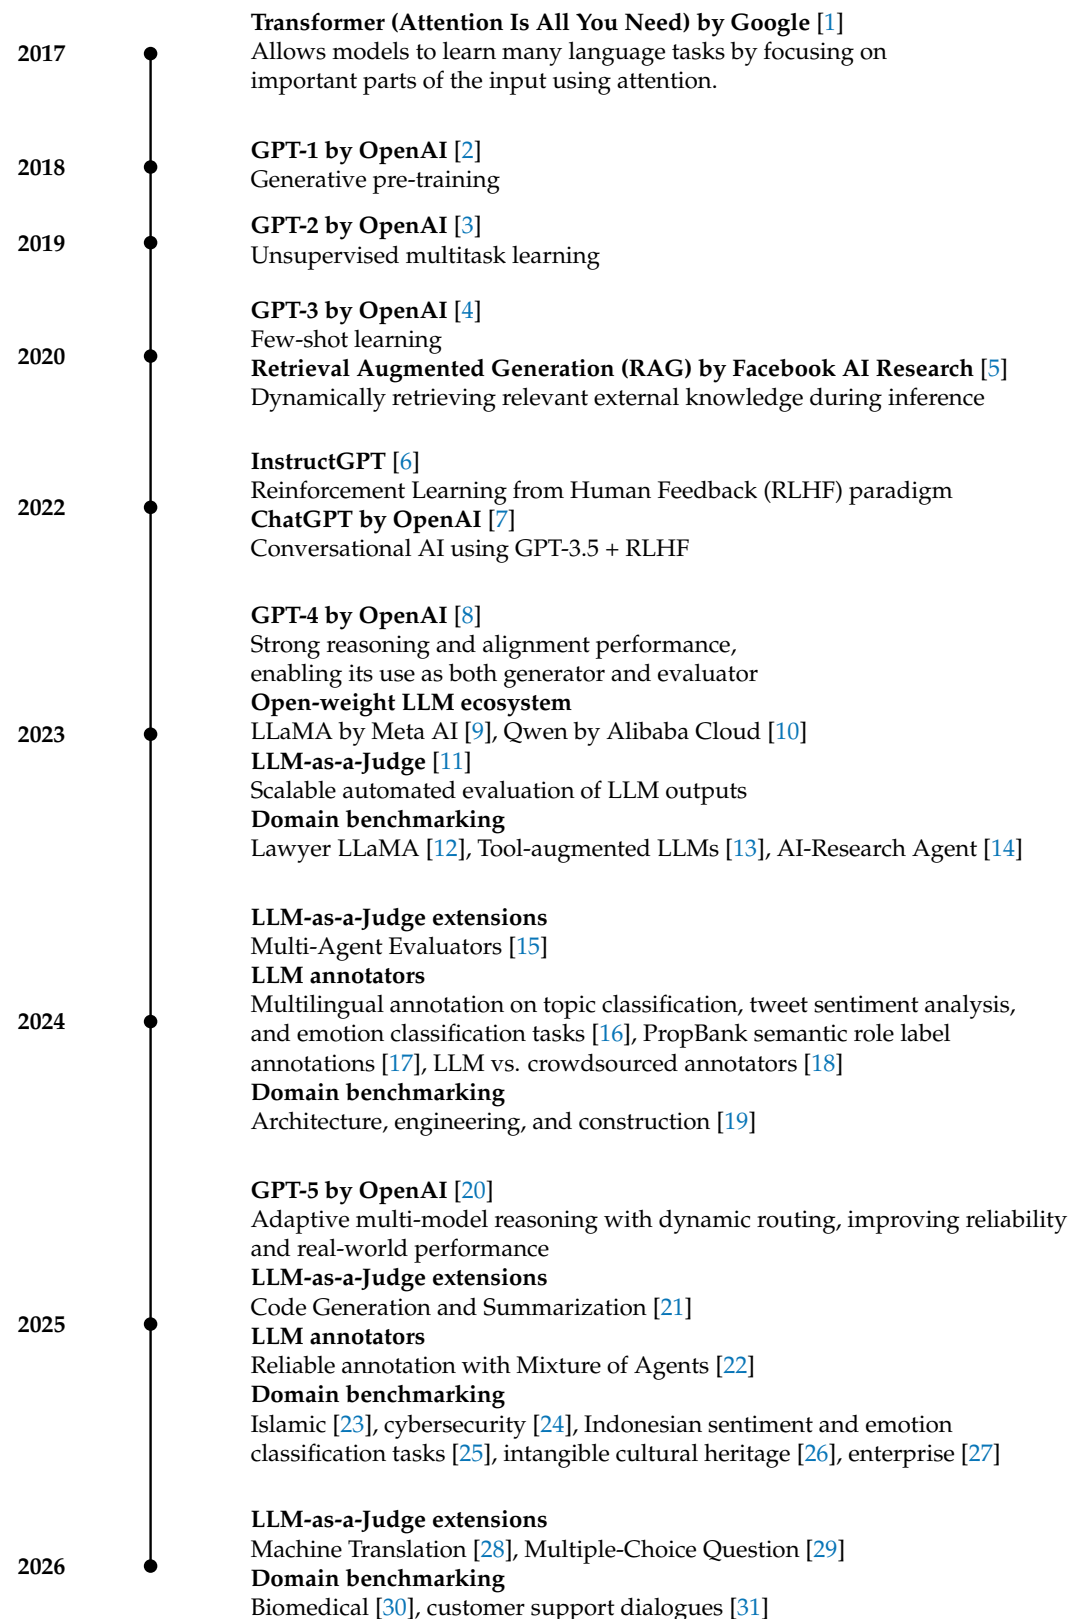 Transformer (Attention Is All You Need) by Google [1]
2017
Allows models to learn many language tasks by focusing on
important parts of the input using attention.
GPT-1 by OpenAI [2]
2018
Generative pre-training
GPT-2 by OpenAI [3]
2019
Unsupervised multitask learning
GPT-3 by OpenAI [4]
Few-shot learning
2020
Retrieval Augmented Generation (RAG) by Facebook AI Research [5]
Dynamically retrieving relevant external knowledge during inference
InstructGPT [6]
Reinforcement Learning from Human Feedback (RLHF) paradigm
2022
ChatGPT by OpenAI [7]
Conversational AI using GPT-3.5 + RLHF
GPT-4 by OpenAI [8]
Strong reasoning and alignment performance,
enabling its use as both generator and evaluator
Open-weight LLM ecosystem
2023
LLaMA by Meta AI [9], Qwen by Alibaba Cloud [10]
LLM-as-a-Judge [11]
Scalable automated evaluation of LLM outputs
Domain benchmarking
Lawyer LLaMA [12], Tool-augmented LLMs [13], AI-Research Agent [14]
LLM-as-a-Judge extensions
Multi-Agent Evaluators [15]
LLM annotators
Multilingual annotation on topic classification, tweet sentiment analysis,
2024
and emotion classification tasks [16], PropBank semantic role label
annotations [17], LLM vs. crowdsourced annotators [18]
Domain benchmarking
Architecture, engineering, and construction [19]
GPT-5 by OpenAI [20]
Adaptive multi-model reasoning with dynamic routing, improving reliability
and real-world performance
LLM-as-a-Judge extensions
Code Generation and Summarization [21]
2025
LLM annotators
Reliable annotation with Mixture of Agents [22]
Domain benchmarking
Islamic [23], cybersecurity [24], Indonesian sentiment and emotion
classification tasks [25], intangible cultural heritage [26], enterprise [27]
LLM-as-a-Judge extensions
Machine Translation [28], Multiple-Choice Question [29]
2026
Domain benchmarking
Biomedical [30], customer support dialogues [31]